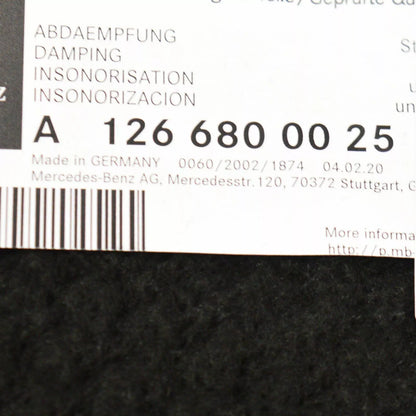 Geprüfte
ABDAEMPFUNG
DAMPING
INSONORISATION
INSONORIZACION
A 126 680 00 25
Made in GERMANY 0060/2002/1874 04.02.20
Mercedes-Benz AG, Mercedesstr.120, 70372 Stuttgart, G
More informa
http://p.mb-